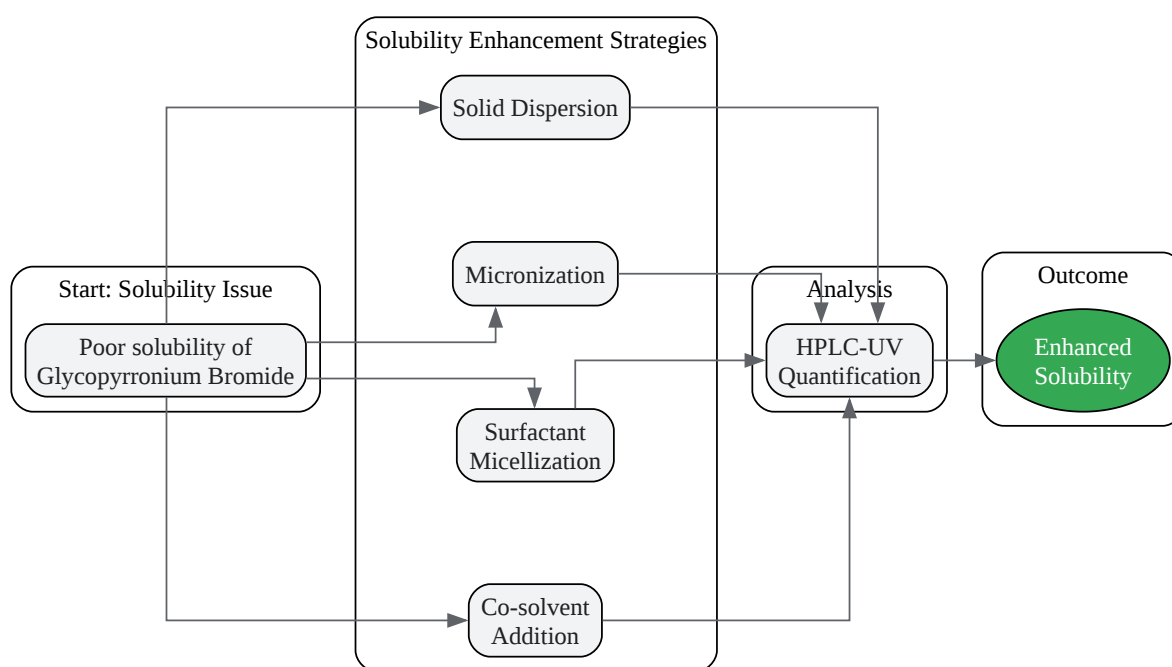 Solubility Enhancement Strategies
Solid Dispersion
Micronization
Surfactant
Micellization
Co-solvent
Addition
Start: Solubility Issue
Poor solubility of
Glycopyrronium Bromide
Analysis
HPLC-UV
Quantification
Outcome
Enhanced
Solubility